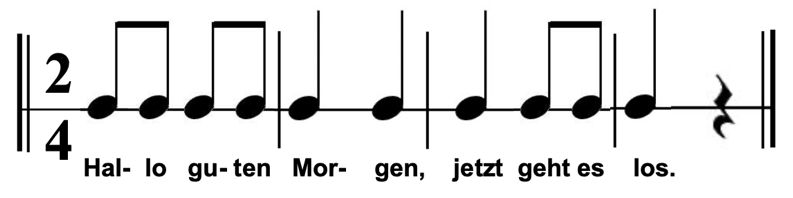 2
4
Hal- lo gu- ten Mor- gen, jetzt geht es los.